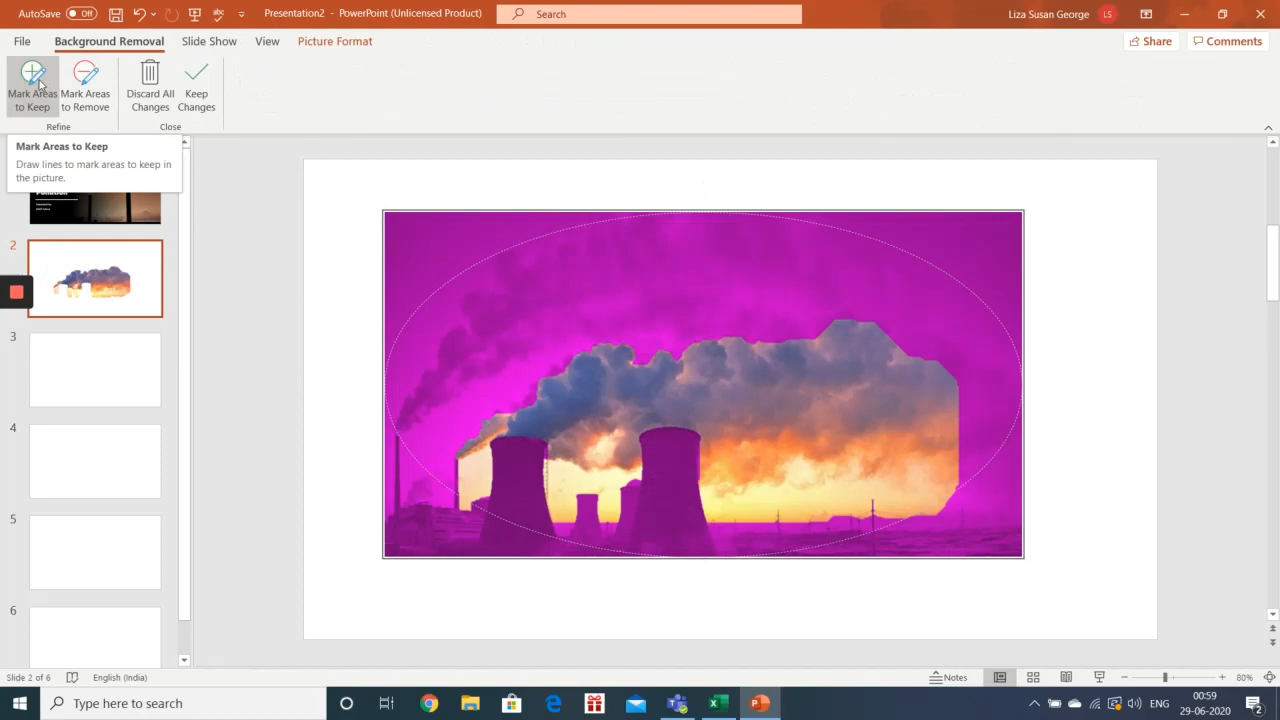 AutoSave Off Presentation2 - PowerPoint (Unlicensed Product) Search Liza Susan George LS
File Background Removal Slide Show View Picture Format Share Comments
Mark Areas to Keep
Mark Areas to Remove
Discard All Changes
Keep Changes
Refine Close
Mark Areas to Keep
Draw lines to mark areas to keep in
the picture.
2
3
4
5
6
Slide 2 of 6 English (India) Notes 80%
Type here to search ENG 00:59
29-06-2020 2